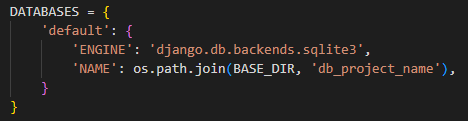 DATABASES = {
    'default': {
        'ENGINE': 'django.db.backends.sqlite3',
        'NAME': os.path.join(BASE_DIR, 'db_project_name'),
    }
}